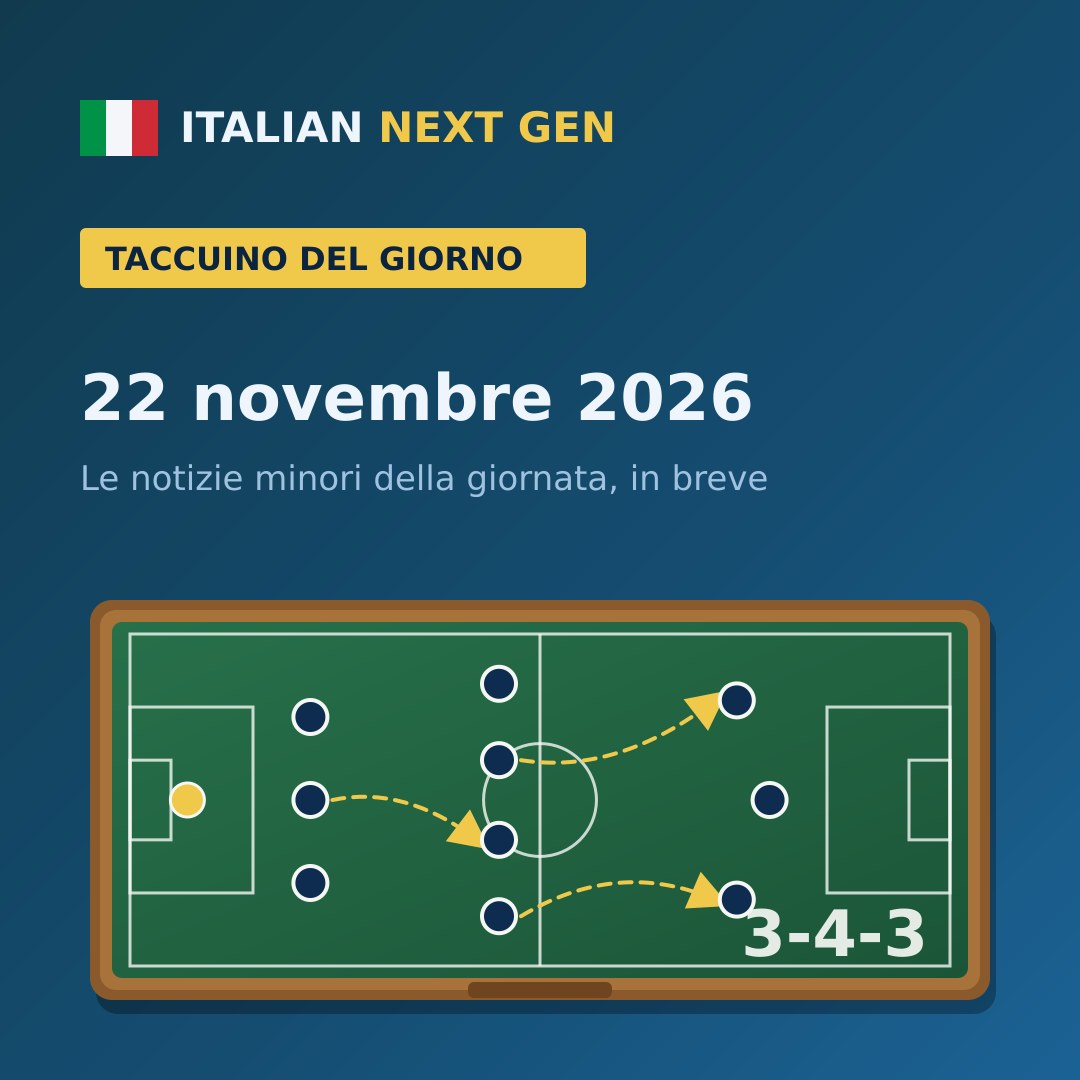 ITALIAN NEXT GEN
TACCUINO DEL GIORNO
22 novembre 2026
Le notizie minori della giornata, in breve
3-4-3